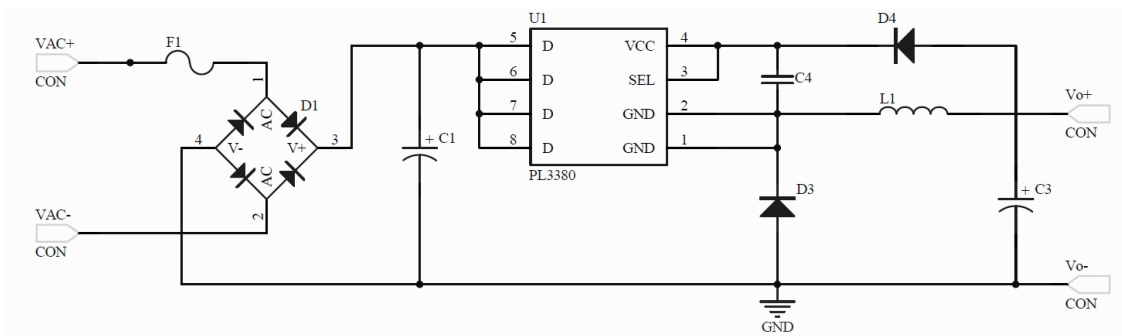 U1
D4
VAC+
F1
CON
5
D
VCC
4
1
AC
D1
6
D
SEL
3
C4
L1
Vo+
CON
7
D
GND
2
4
V-
V+
3
+ C1
8
D
GND
1
PL3380
AC
2
D3
+ C3
VAC-
CON
Vo-
CON
GND